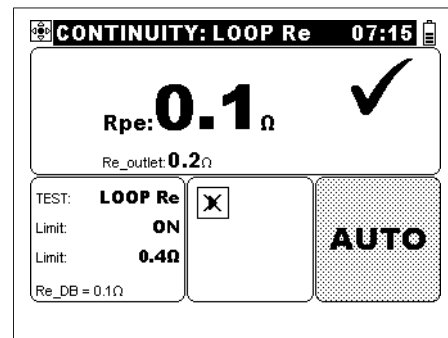 CONTINUITY: LOOP Re 07:15
Rpe: 0.1 Ω
Re_outlet: 0.2Ω
TEST: LOOP Re
Limit: ON
Limit: 0.4Ω
Re_DB = 0.1Ω
AUTO